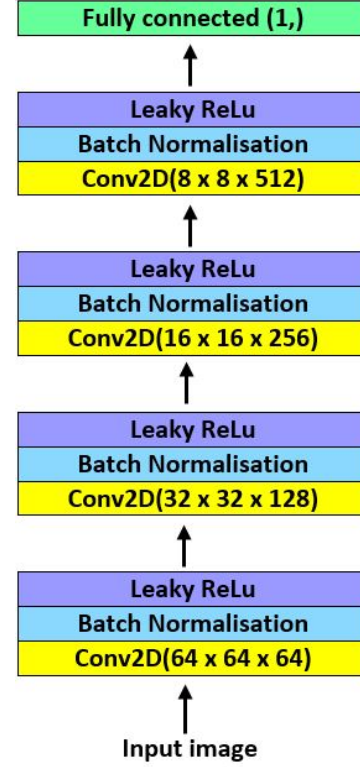 Fully connected (1,)
Leaky ReLu
Batch Normalisation
Conv2D(8 x 8 x 512)
Leaky ReLu
Batch Normalisation
Conv2D(16 x 16 x 256)
Leaky ReLu
Batch Normalisation
Conv2D(32 x 32 x 128)
Leaky ReLu
Batch Normalisation
Conv2D(64 x 64 x 64)
Input image